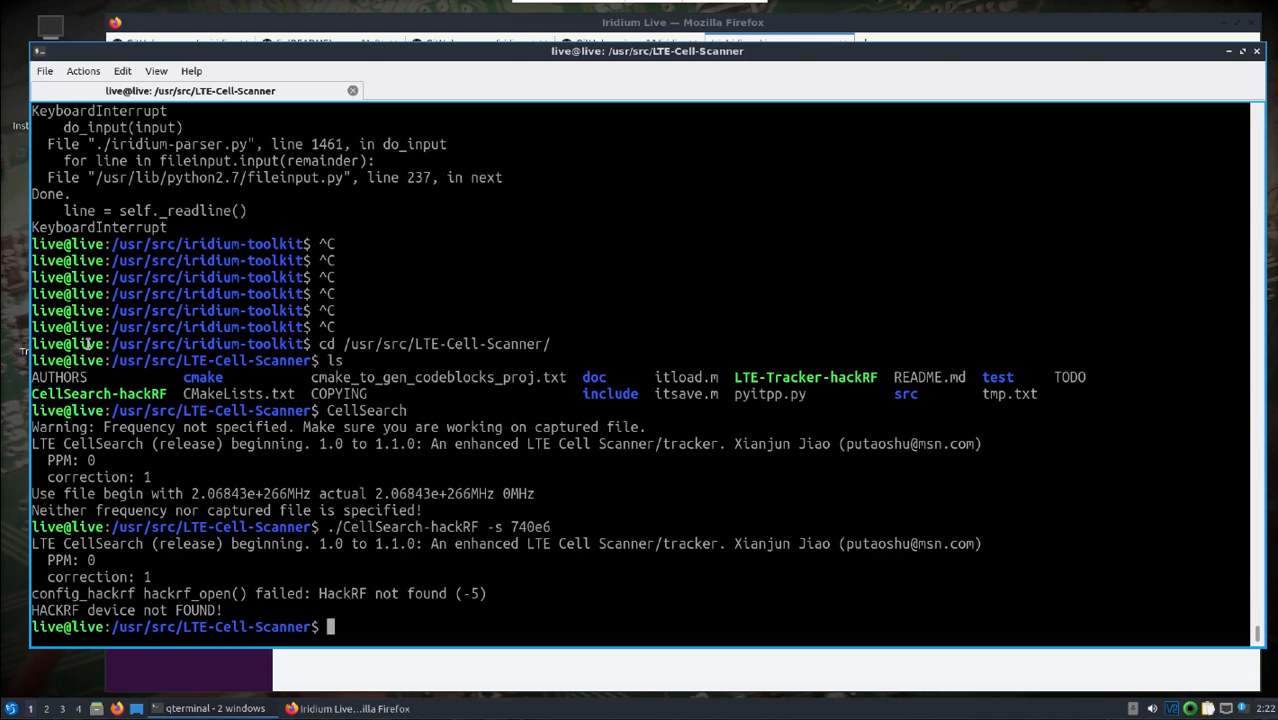 Iridium Live — Mozilla Firefox
live@live: /usr/src/LTE-Cell-Scanner
File Actions Edit View Help
live@live: /usr/src/LTE-Cell-Scanner
KeyboardInterrupt
    do_input(input)
  File "./iridium-parser.py", line 1461, in do_input
    for line in fileinput.input(remainder):
  File "/usr/lib/python2.7/fileinput.py", line 237, in next
Done.
    line = self._readline()
KeyboardInterrupt
live@live:/usr/src/iridium-toolkit$ ^C
live@live:/usr/src/iridium-toolkit$ ^C
live@live:/usr/src/iridium-toolkit$ ^C
live@live:/usr/src/iridium-toolkit$ ^C
live@live:/usr/src/iridium-toolkit$ ^C
live@live:/usr/src/iridium-toolkit$ ^C
live@live:/usr/src/iridium-toolkit$ cd /usr/src/LTE-Cell-Scanner/
live@live:/usr/src/LTE-Cell-Scanner$ ls
AUTHORS cmake cmake_to_gen_codeblocks_proj.txt doc itload.m LTE-Tracker-hackRF README.md test TODO
CellSearch-hackRF CMakeLists.txt COPYING include itsave.m pyitpp.py src tmp.txt
live@live:/usr/src/LTE-Cell-Scanner$ CellSearch
Warning: Frequency not specified. Make sure you are working on captured file.
LTE CellSearch (release) beginning. 1.0 to 1.1.0: An enhanced LTE Cell Scanner/tracker. Xianjun Jiao (putaoshu@msn.com)
  PPM: 0
  correction: 1
Use file begin with 2.06843e+266MHz actual 2.06843e+266MHz 0MHz
Neither frequency nor captured file is specified!
live@live:/usr/src/LTE-Cell-Scanner$ ./CellSearch-hackRF -s 740e6
LTE CellSearch (release) beginning. 1.0 to 1.1.0: An enhanced LTE Cell Scanner/tracker. Xianjun Jiao (putaoshu@msn.com)
  PPM: 0
  correction: 1
config_hackrf hackrf_open() failed: HackRF not found (-5)
HACKRF device not FOUND!
live@live:/usr/src/LTE-Cell-Scanner$
1 2 3 4 qterminal - 2 windows Iridium Live…illa Firefox 2:22